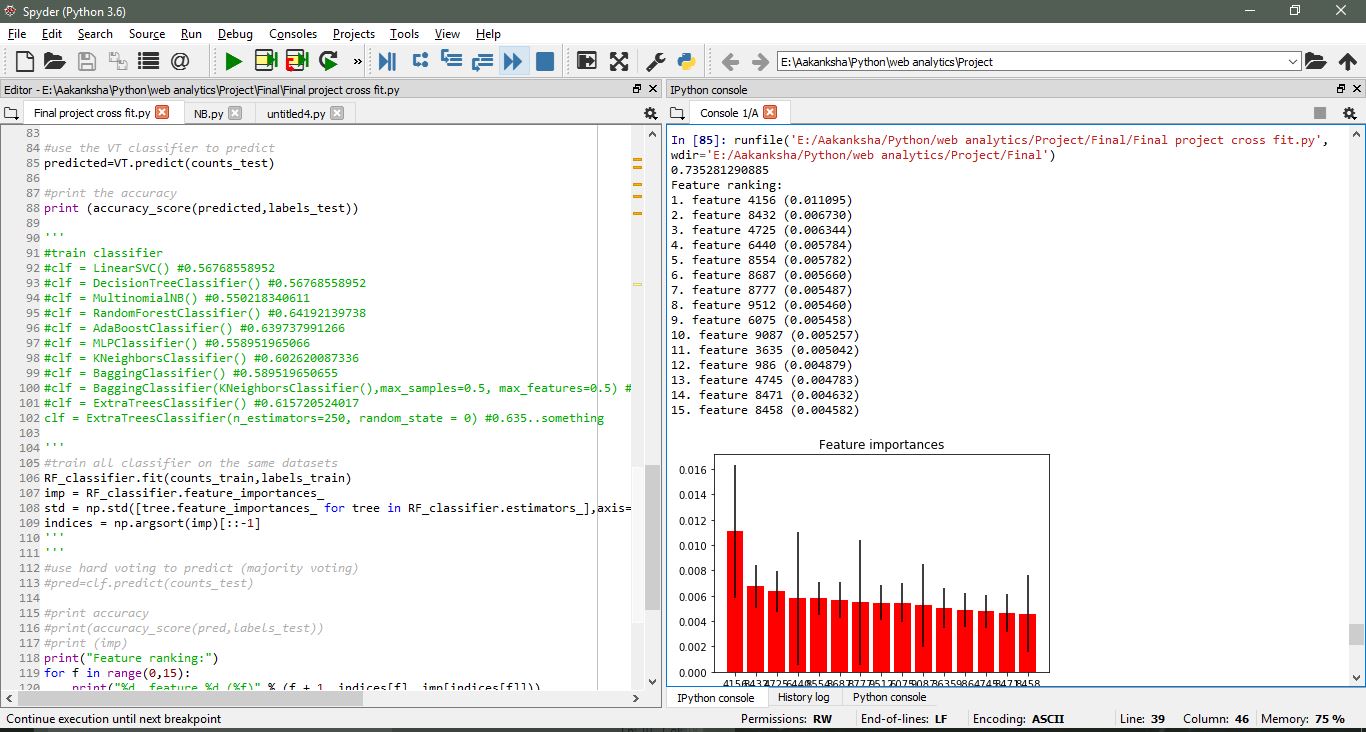 Spyder (Python 3.6)
File Edit Search Source Run Debug Consoles Projects Tools View Help
E:\Aakanksha\Python\web analytics\Project
Editor - E:\Aakanksha\Python\web analytics\Project\Final\Final project cross fit.py
Final project cross fit.py NB.py untitled4.py
83
84 #use the VT classifier to predict
85 predicted=VT.predict(counts_test)
86
87 #print the accuracy
88 print (accuracy_score(predicted,labels_test))
89
90 '''
91 #train classifier
92 #clf = LinearSVC() #0.56768558952
93 #clf = DecisionTreeClassifier() #0.56768558952
94 #clf = MultinomialNB() #0.550218340611
95 #clf = RandomForestClassifier() #0.64192139738
96 #clf = AdaBoostClassifier() #0.639737991266
97 #clf = MLPClassifier() #0.558951965066
98 #clf = KNeighborsClassifier() #0.602620087336
99 #clf = BaggingClassifier() #0.589519650655
100 #clf = BaggingClassifier(KNeighborsClassifier(),max_samples=0.5, max_features=0.5) #
101 #clf = ExtraTreesClassifier() #0.615720524017
102 clf = ExtraTreesClassifier(n_estimators=250, random_state = 0) #0.635..something
103
104 '''
105 #train all classifier on the same datasets
106 RF_classifier.fit(counts_train,labels_train)
107 imp = RF_classifier.feature_importances_
108 std = np.std([tree.feature_importances_ for tree in RF_classifier.estimators_],axis=
109 indices = np.argsort(imp)[::-1]
110 '''
111 '''
112 #use hard voting to predict (majority voting)
113 #pred=clf.predict(counts_test)
114
115 #print accuracy
116 #print(accuracy_score(pred,labels_test))
117 #print (imp)
118 print("Feature ranking:")
119 for f in range(0,15):
120 print("%d. feature %d (%f)" % (f + 1, indices[f], imp[indices[f]]))
IPython console
Console 1/A
In [85]: runfile('E:/Aakanksha/Python/web analytics/Project/Final/Final project cross fit.py',
wdir='E:/Aakanksha/Python/web analytics/Project/Final')
0.735281290885
Feature ranking:
1. feature 4156 (0.011095)
2. feature 8432 (0.006730)
3. feature 4725 (0.006344)
4. feature 6440 (0.005784)
5. feature 8554 (0.005782)
6. feature 8687 (0.005660)
7. feature 8777 (0.005487)
8. feature 9512 (0.005460)
9. feature 6075 (0.005458)
10. feature 9087 (0.005257)
11. feature 3635 (0.005042)
12. feature 986 (0.004879)
13. feature 4745 (0.004783)
14. feature 8471 (0.004632)
15. feature 8458 (0.004582)
Feature importances
0.016
0.014
0.012
0.010
0.008
0.006
0.004
0.002
0.000
4156 8432 4725 6440 8554 8687 8777 9512 6075 9087 3635 986 4745 8471 8458
IPython console History log Python console
Continue execution until next breakpoint
Permissions: RW End-of-lines: LF Encoding: ASCII Line: 39 Column: 46 Memory: 75 %